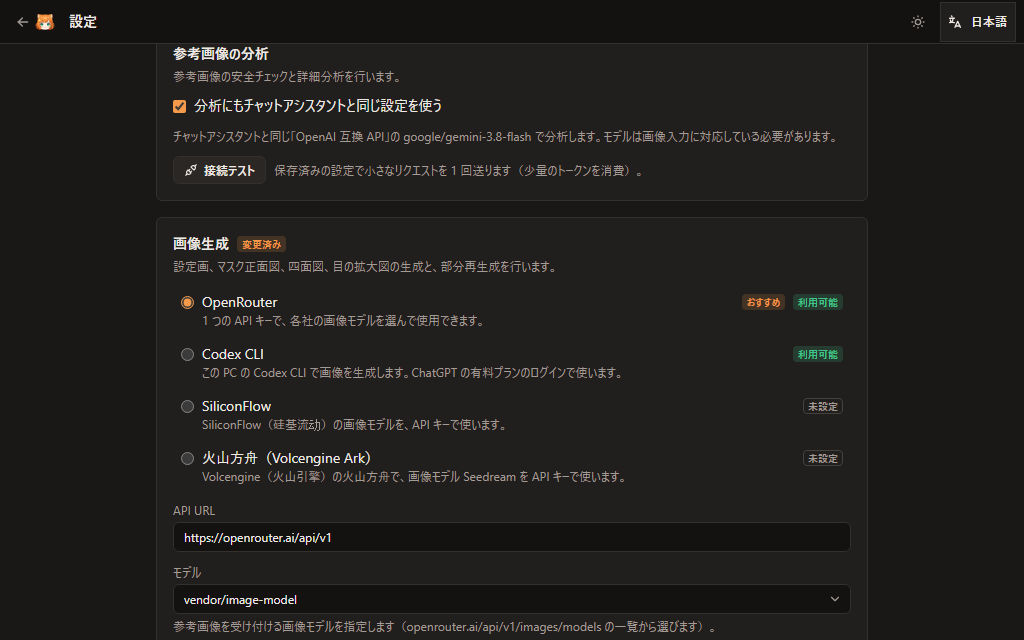 設定
日本語
参考画像の分析
参考画像の安全チェックと詳細分析を行います。
分析にもチャットアシスタントと同じ設定を使う
チャットアシスタントと同じ「OpenAI 互換 API」の google/gemini-3.8-flash で分析します。モデルは画像入力に対応している必要があります。
接続テスト
保存済みの設定で小さなリクエストを 1 回送ります（少量のトークンを消費）。
画像生成 変更済み
設定画、マスク正面図、四面図、目の拡大図の生成と、部分再生成を行います。
OpenRouter
おすすめ 利用可能
1 つの API キーで、各社の画像モデルを選んで使用できます。
Codex CLI
利用可能
この PC の Codex CLI で画像を生成します。ChatGPT の有料プランのログインで使います。
SiliconFlow
未設定
SiliconFlow（硅基流动）の画像モデルを、API キーで使います。
火山方舟（Volcengine Ark）
未設定
Volcengine（火山引擎）の火山方舟で、画像モデル Seedream を API キーで使います。
API URL
https://openrouter.ai/api/v1
モデル
vendor/image-model
参考画像を受け付ける画像モデルを指定します（openrouter.ai/api/v1/images/models の一覧から選びます）。